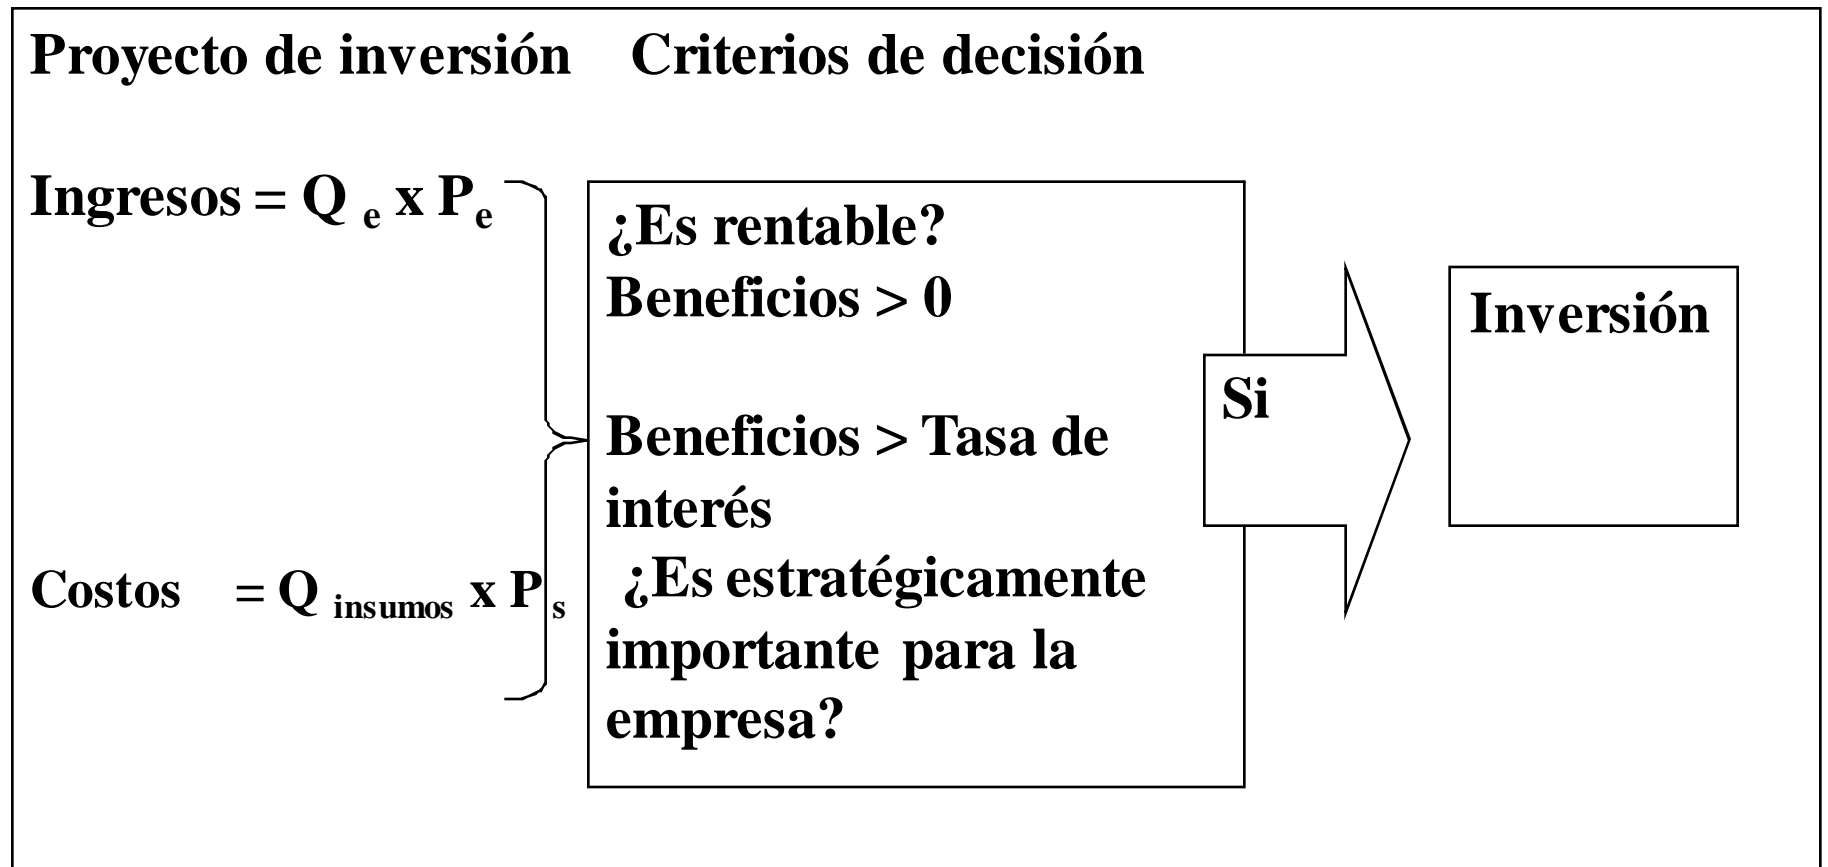 Proyecto de inversión Criterios de decisión
Ingresos = Q e x Pe
¿Es rentable?
Beneficios > 0
Beneficios > Tasa de
interés
¿Es estratégicamente
importante para la
empresa?
Costos = Q insumos x P s
Si
Inversión